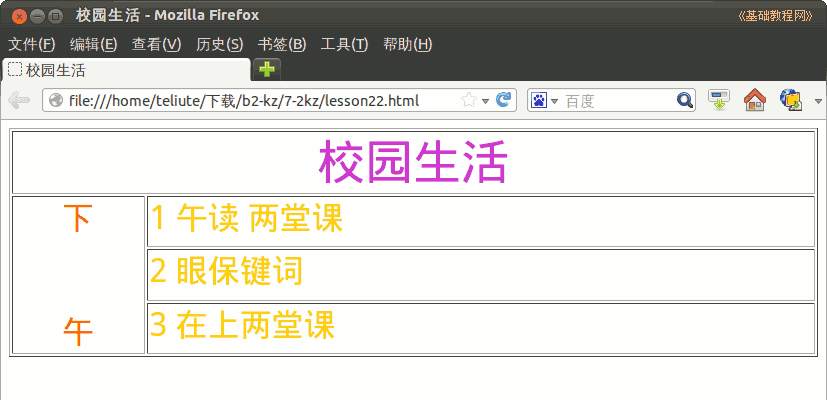 校园生活 - Mozilla Firefox
《基础教程网》
文件(F) 编辑(E) 查看(V) 历史(S) 书签(B) 工具(T) 帮助(H)
校园生活
file:///home/teliute/下载/b2-kz/7-2kz/lesson22.html
百度
校园生活
下
午
1 午读 两堂课
2 眼保键词
3 在上两堂课